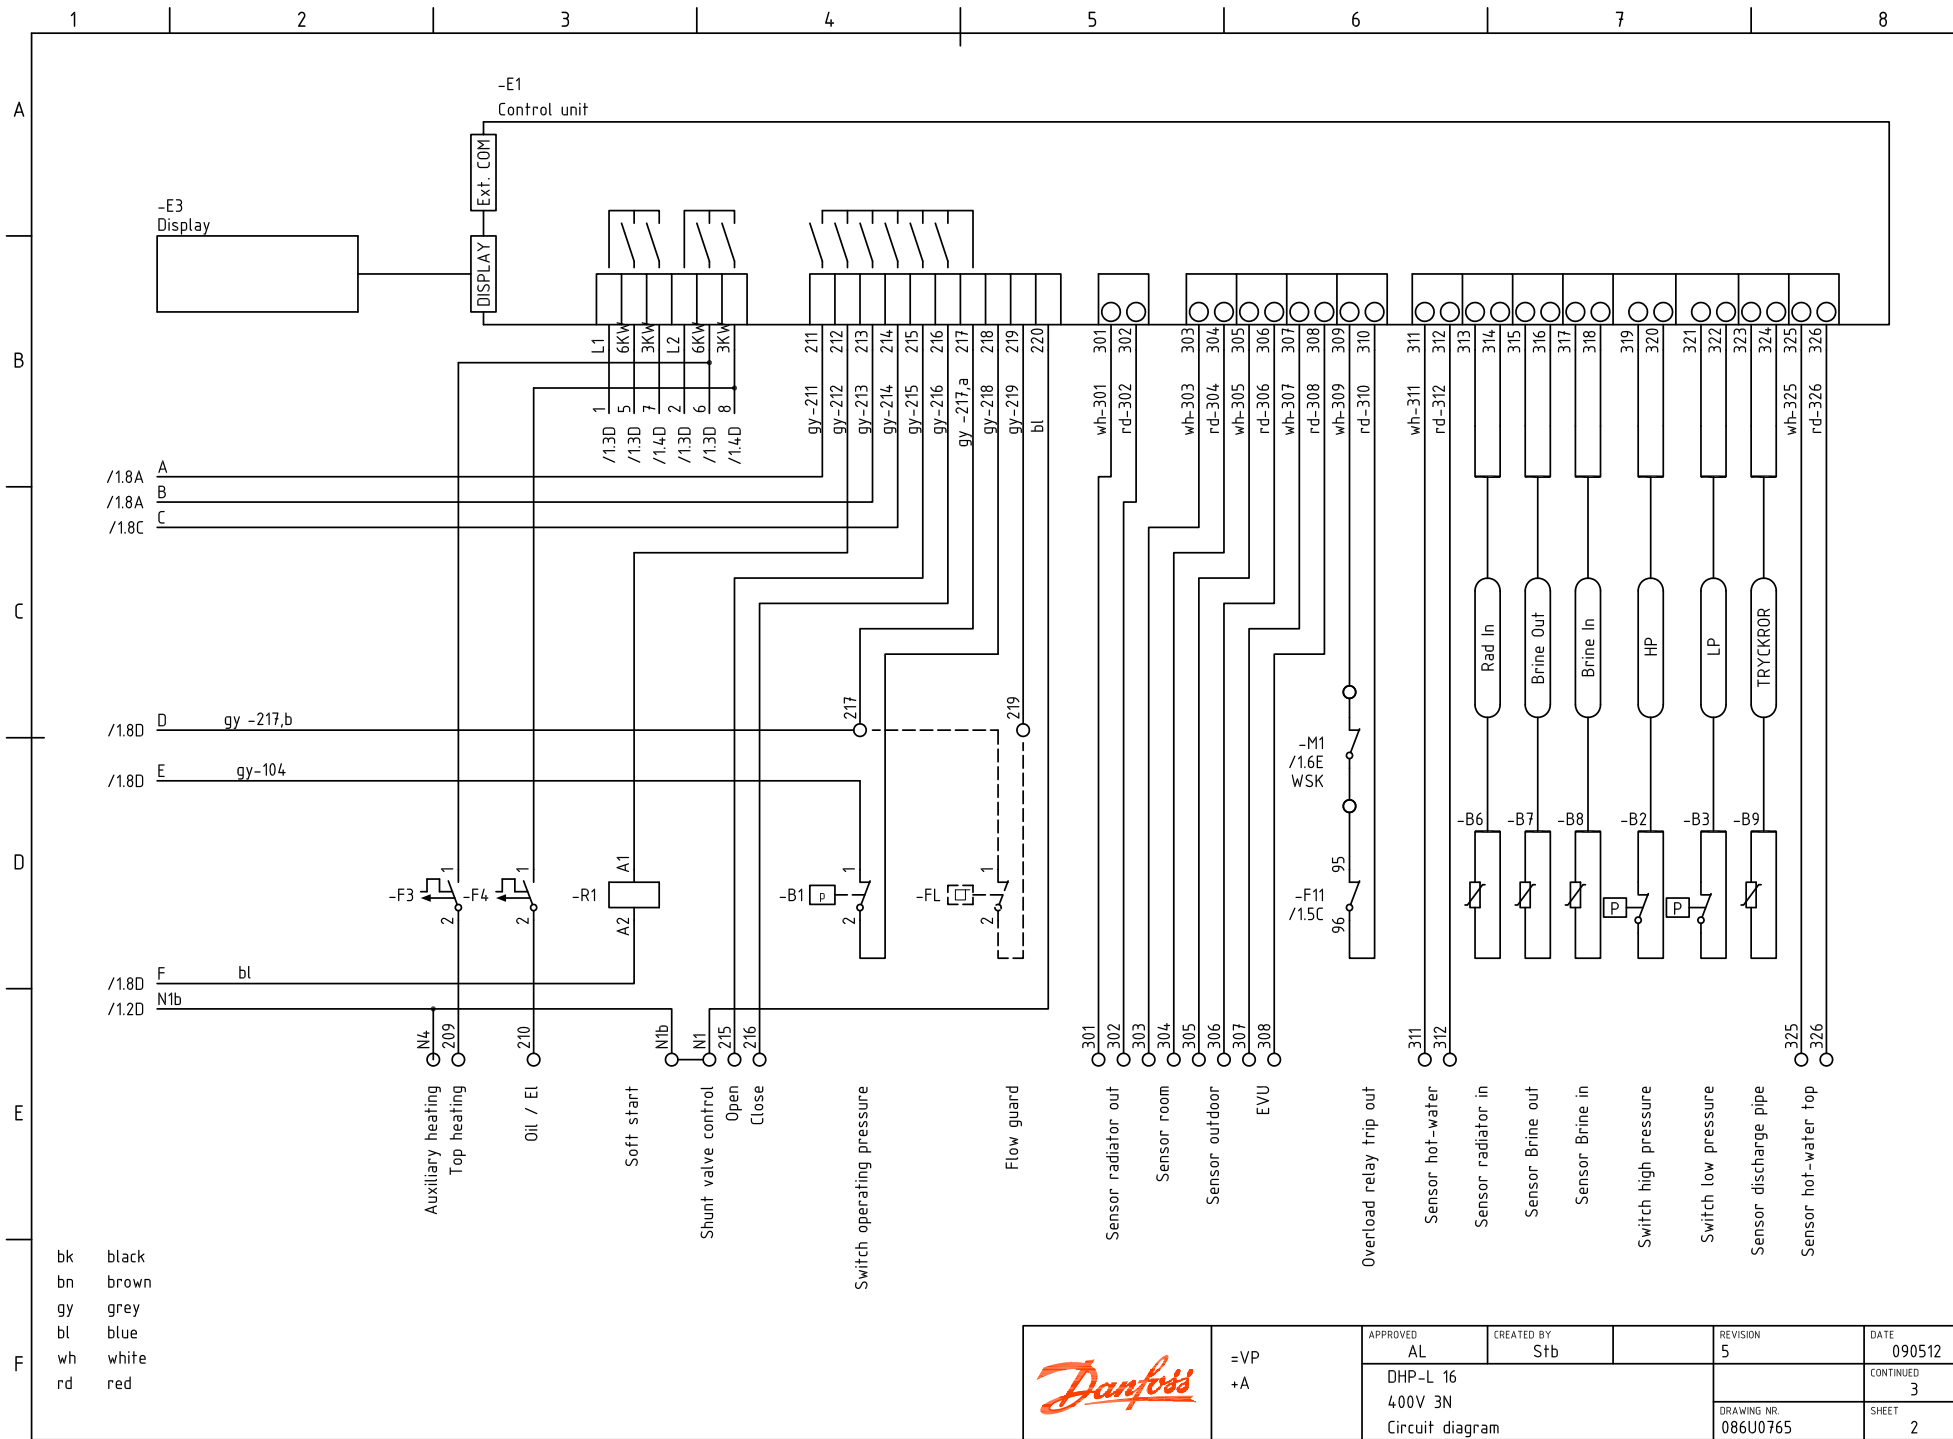 1 2 3 4 5 6 7 8
A
B
C
D
E
F
-E1
Control unit
Ext. COM
DISPLAY
-E3
Display
L1 6KW 3KW L2 6KW 3KW
1 5 7 2 6 8
/1.3D /1.3D /1.4D /1.3D /1.3D /1.4D
211 212 213 214 215 216 217 218 219 220
gy-211 gy-212 gy-213 gy-214 gy-215 gy-216 gy -217,a gy-218 gy-219 bl
301 302
wh-301 rd-302
303 304 305 306 307 308 309 310
wh-303 rd-304 wh-305 rd-306 wh-307 rd-308 wh-309 rd-310
311 312 313 314 315 316 317 318 319 320 321 322 323 324 325 326
wh-311 rd-312 wh-325 rd-326
/1.8A A
/1.8A B
/1.8C C
/1.8D D gy -217,b
/1.8D E gy-104
/1.8D F bl
/1.2D N1b
217
219
Rad In
Brine Out
Brine In
HP
LP
TRYCKROR
-M1
/1.6E
WSK
-F3 1 2
-F4 1 2
-R1 A1 A2
-B1 P 1 2
-FL 1 2
-F11
/1.5C
95 96
-B6 -B7 -B8 -B2 -B3 -B9
P P
N4 209 210 N1b N1 215 216
301 302 303 304 305 306 307 308
311 312 325 326
Auxiliary heating
Top heating
Oil / El
Soft start
Shunt valve control
Open
Close
Switch operating pressure
Flow guard
Sensor radiator out
Sensor room
Sensor outdoor
EVU
Overload relay trip out
Sensor hot-water
Sensor radiator in
Sensor Brine out
Sensor Brine in
Switch high pressure
Switch low pressure
Sensor discharge pipe
Sensor hot-water top
bk black
bn brown
gy grey
bl blue
wh white
rd red
Danfoss
=VP
+A
APPROVED
AL
CREATED BY
Stb
REVISION
5
DATE
090512
DHP-L 16
400V 3N
Circuit diagram
CONTINUED
3
DRAWING NR.
086U0765
SHEET
2